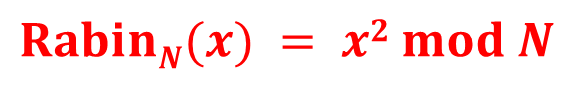 Rabin_N(x) = x² mod N